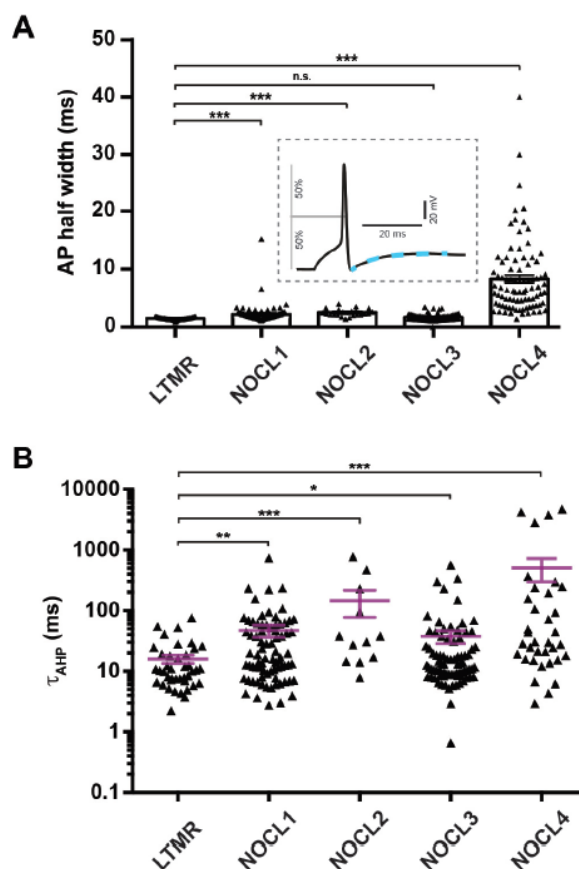 A
AP half width (ms)
50
40
30
20
10
0
***
n.s.
***
***
50%
50%
20 ms
20 mV
LTMR
NOCL1
NOCL2
NOCL3
NOCL4
B
τAHP (ms)
10000
1000
100
10
1
0.1
***
*
***
**
LTMR
NOCL1
NOCL2
NOCL3
NOCL4